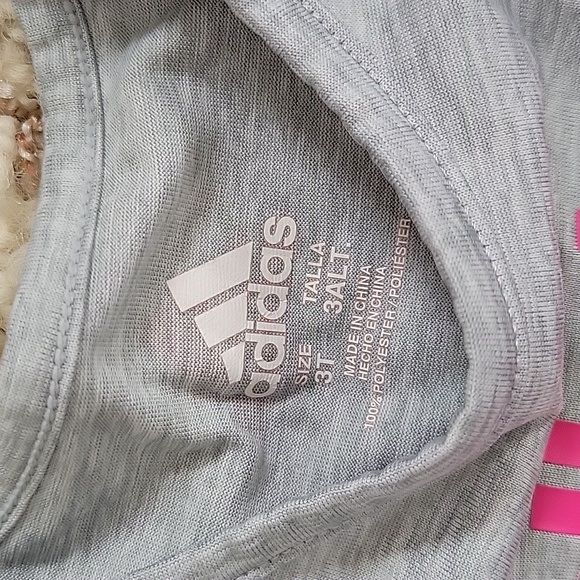 adidas
SIZE TALLA
3T 3ALT.
MADE IN CHINA
HECHO EN CHINA
100% POLYESTER / POLIESTER